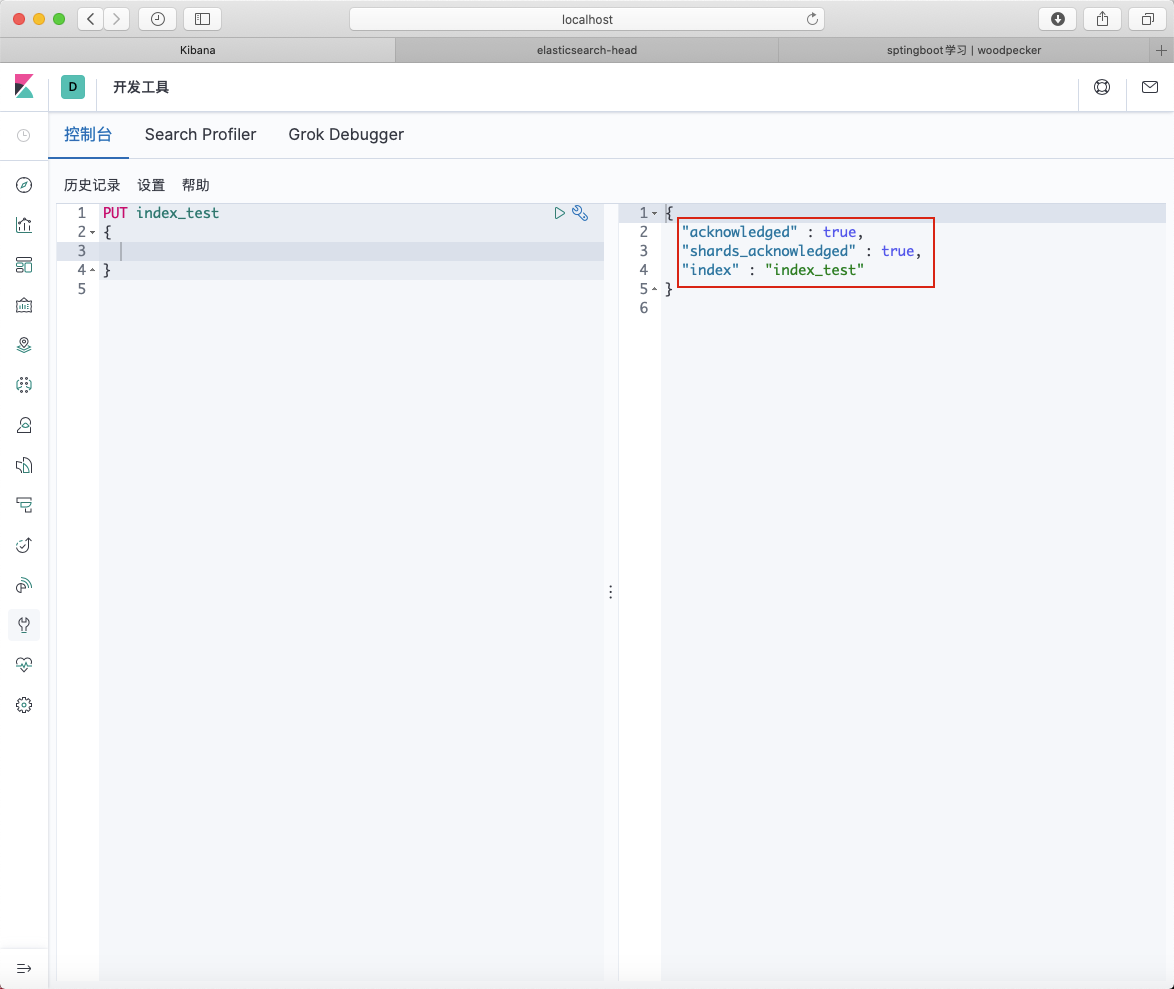 localhost
Kibana
elasticsearch-head
sptingboot学习 | woodpecker
D
开发工具
控制台
Search Profiler
Grok Debugger
历史记录 设置 帮助
1 PUT index_test
2 {
3
4 }
5
1 {
2 "acknowledged" : true,
3 "shards_acknowledged" : true,
4 "index" : "index_test"
5 }
6